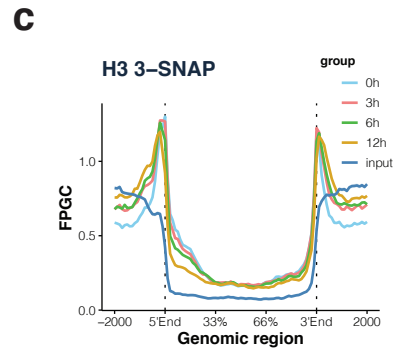 C
H3 3–SNAP
group
0h
3h
6h
12h
input
FPGC
1.0
0.5
0.0
−2000 5'End 33% 66% 3'End 2000
Genomic region